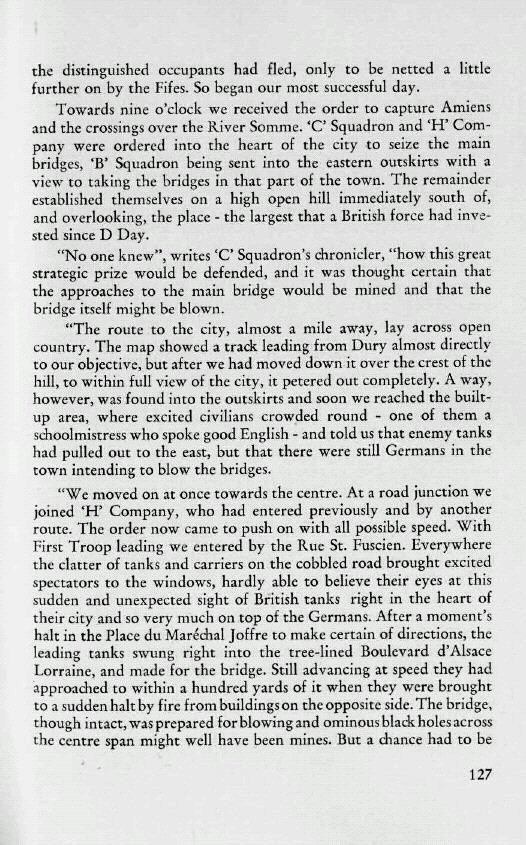 the distinguished occupants had fled, only to be netted a little
further on by the Fifes. So began our most successful day.
Towards nine o'clock we received the order to capture Amiens
and the crossings over the River Somme. 'C' Squadron and 'H' Com-
pany were ordered into the heart of the city to seize the main
bridges, 'B' Squadron being sent into the eastern outskirts with a
view to taking the bridges in that part of the town. The remainder
established themselves on a high open hill immediately south of,
and overlooking, the place - the largest that a British force had inve-
sted since D Day.
"No one knew", writes 'C' Squadron's chronicler, "how this great
strategic prize would be defended, and it was thought certain that
the approaches to the main bridge would be mined and that the
bridge itself might be blown.
"The route to the city, almost a mile away, lay across open
country. The map showed a track leading from Dury almost directly
to our objective, but after we had moved down it over the crest of the
hill, to within full view of the city, it petered out completely. A way,
however, was found into the outskirts and soon we reached the built-
up area, where excited civilians crowded round - one of them a
schoolmistress who spoke good English - and told us that enemy tanks
had pulled out to the east, but that there were still Germans in the
town intending to blow the bridges.
"We moved on at once towards the centre. At a road junction we
joined 'H' Company, who had entered previously and by another
route. The order now came to push on with all possible speed. With
First Troop leading we entered by the Rue St. Fuscien. Everywhere
the clatter of tanks and carriers on the cobbled road brought excited
spectators to the windows, hardly able to believe their eyes at this
sudden and unexpected sight of British tanks right in the heart of
their city and so very much on top of the Germans. After a moment's
halt in the Place du Maréchal Joffre to make certain of directions, the
leading tanks swung right into the tree-lined Boulevard d'Alsace
Lorraine, and made for the bridge. Still advancing at speed they had
approached to within a hundred yards of it when they were brought
to a sudden halt by fire from buildings on the opposite side. The bridge,
though intact, was prepared for blowing and ominous black holes across
the centre span might well have been mines. But a chance had to be
127